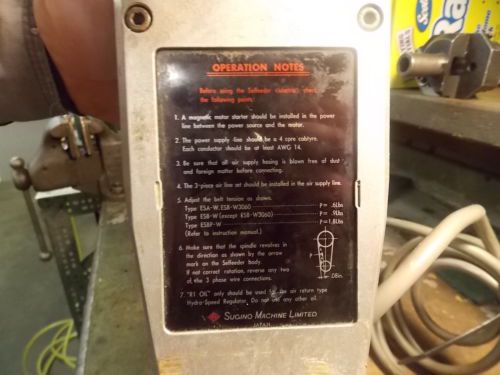 OPERATION NOTES
Before using the Selfeeder
the following points:
1. A magnetic motor starter should be installed in the power
line between the power source and the motor.
2. The power supply line should be a 4 core cabtyre.
Each conductor should be at least AWG 14.
3. Be sure that all air supply hosing is blown free of dust
and foreign matter before connecting.
4. The 3-piece air line set should be installed in the air supply line.
5. Adjust the belt tension as shown.
Type ESA-W, ESB-W3060 P= .6Lbs
Type ESB-W (except ESB-W3060) P= .9Lbs
Type ESBP-W P=1.8Lbs
(Refer to instruction manual.)
6. Make sure that the spindle revolves
in the direction as shown by the arrow
mark on the Selfeeder body.
If not correct rotation, reverse any two
of the 3 phase wire connections.
P
.08in.
7. "R1 OIL" only should be used for the air return type
Hydro-Speed Regulator. Do not use any other oil.
SUGINO MACHINE LIMITED
JAPAN
Scott
Ra